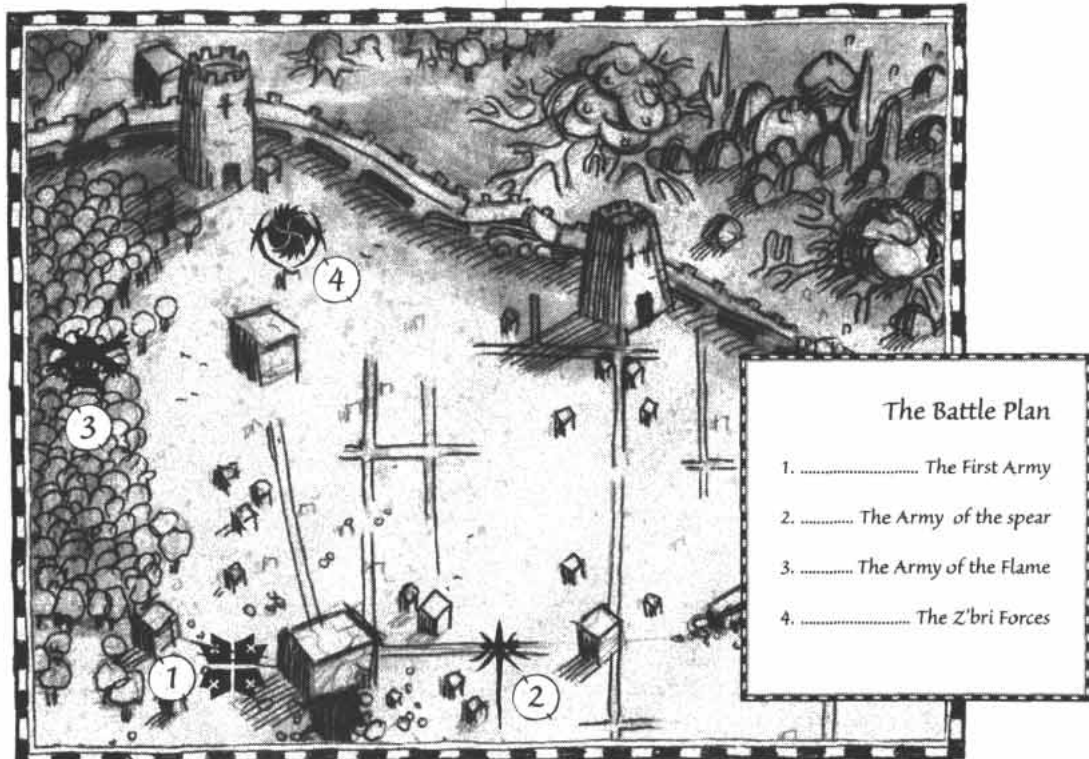 4
3
1
2
The Battle Plan
1. .............................. The First Army
2. ............. The Army of the spear
3. ............. The Army of the Flame
4. ........................... The Z'bri Forces